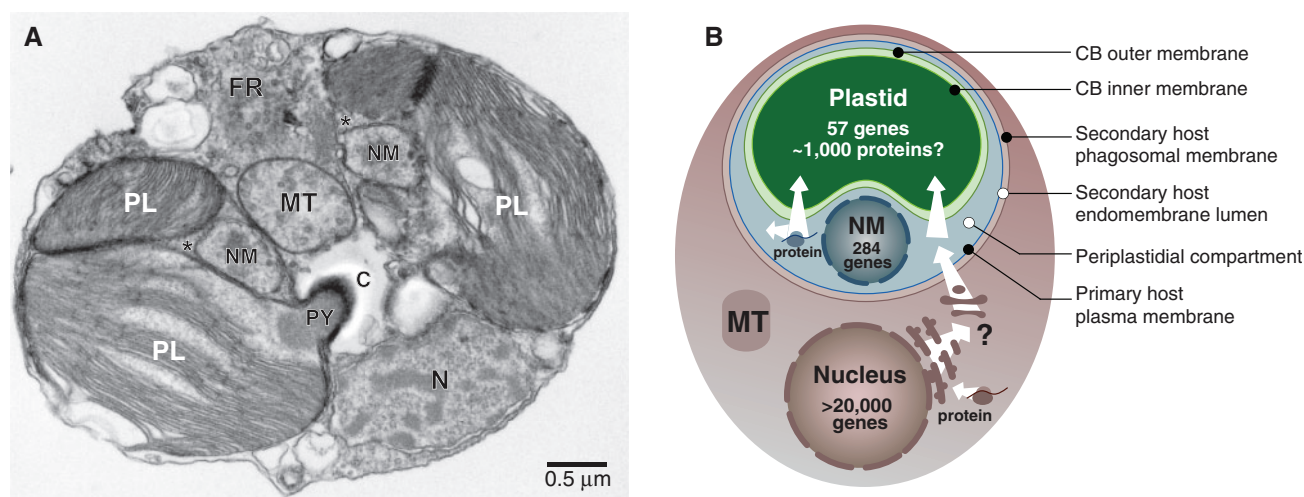 A
FR
*
NM
PL
MT
PL
*
NM
C
PY
PL
N
0.5 μm
B
CB outer membrane
CB inner membrane
Secondary host
phagosomal membrane
Secondary host
endomembrane lumen
Periplastidial compartment
Primary host
plasma membrane
Plastid
57 genes
~1,000 proteins?
protein
NM
284
genes
MT
?
Nucleus
>20,000
genes
protein